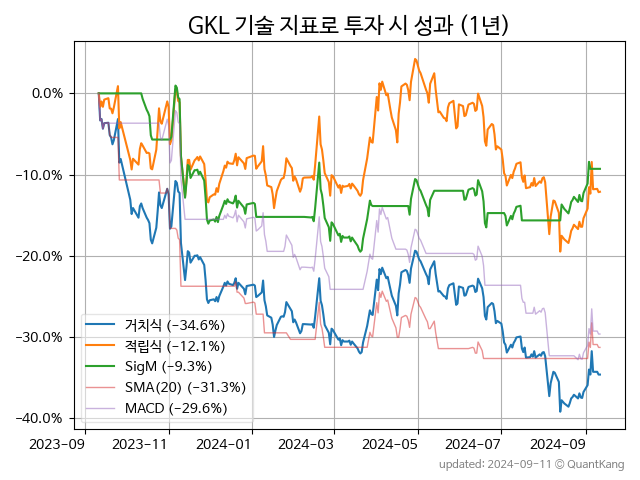 GKL 기술 지표로 투자 시 성과 (1년)
0.0%
−10.0%
−20.0%
−30.0%
−40.0%
거치식 (−34.6%)
적립식 (−12.1%)
SigM (−9.3%)
SMA(20) (−31.3%)
MACD (−29.6%)
2023-09 2023-11 2024-01 2024-03 2024-05 2024-07 2024-09
updated: 2024-09-11 © QuantKang